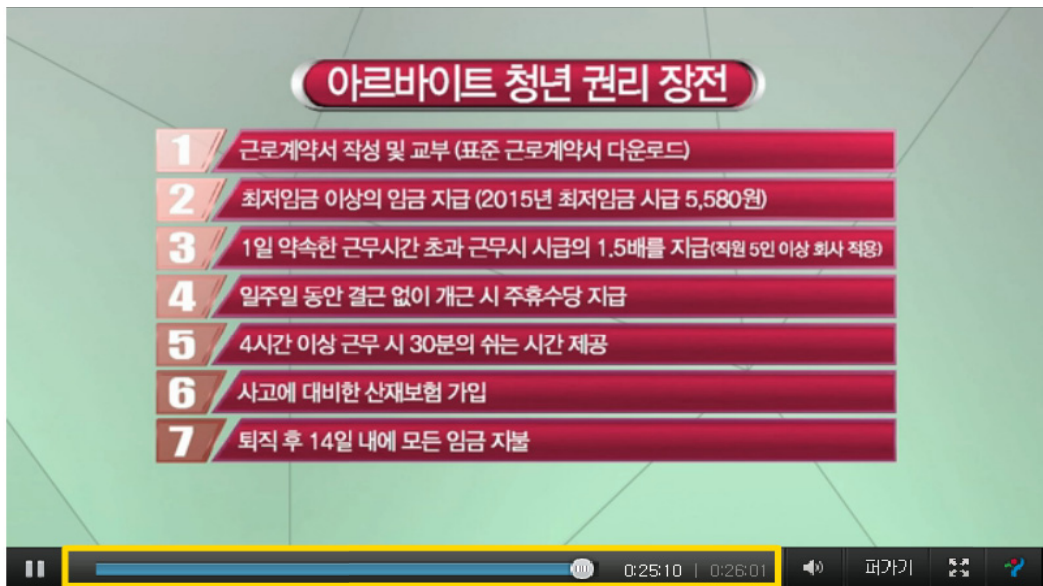 아르바이트 청년 권리 장전
1 근로계약서 작성 및 교부 (표준 근로계약서 다운로드)
2 최저임금 이상의 임금 지급 (2015년 최저임금 시급 5,580원)
3 1일 약속한 근무시간 초과 근무시 시급의 1.5배를 지급(직원 5인 이상 회사 적용)
4 일주일 동안 결근 없이 개근 시 주휴수당 지급
5 4시간 이상 근무 시 30분의 쉬는 시간 제공
6 사고에 대비한 산재보험 가입
7 퇴직 후 14일 내에 모든 임금 지불
0:25:10 | 0:26:01 퍼가기